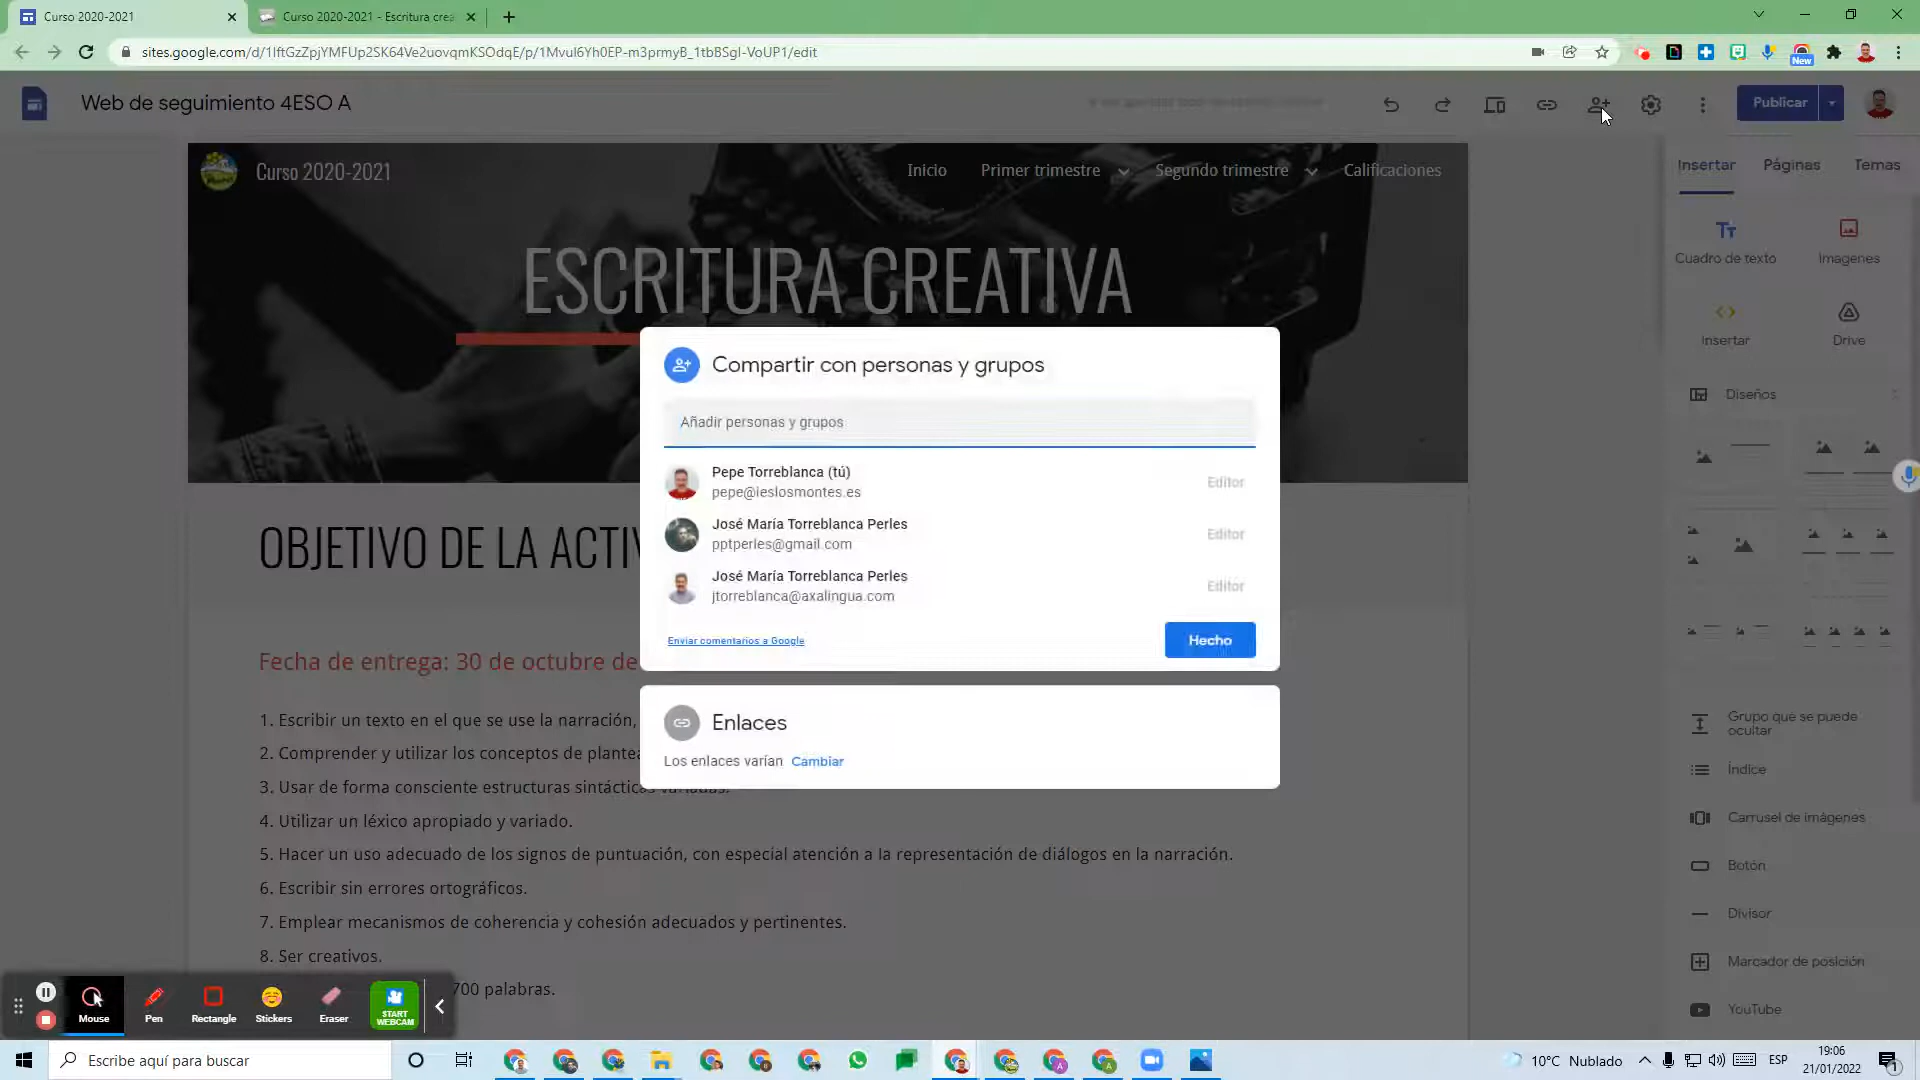 Curso 2020-2021
Curso 2020-2021 - Escritura crea
sites.google.com/d/1lftGzZpjYMFUp2SK64Ve2uovqmKSOdqE/p/1Mvul6Yh0EP-m3prmyB_1tbBSgI-VoUP1/edit
New
Web de seguimiento 4ESO A
Publicar
Curso 2020-2021
Inicio
Primer trimestre
Segundo trimestre
Calificaciones
Insertar
Páginas
Temas
ESCRITURA CREATIVA
Cuadro de texto
Imágenes
Insertar
Drive
Diseños
Compartir con personas y grupos
Añadir personas y grupos
Pepe Torreblanca (tú)
pepe@ieslosmontes.es
Editor
José María Torreblanca Perles
pptperles@gmail.com
Editor
José María Torreblanca Perles
jtorreblanca@axalingua.com
Editor
Enviar comentarios a Google
Hecho
Enlaces
Los enlaces varían Cambiar
OBJETIVO DE LA ACTIV
Fecha de entrega: 30 de octubre de
1. Escribir un texto en el que se use la narración,
2. Comprender y utilizar los conceptos de plantea
3. Usar de forma consciente estructuras sintácticas variadas.
4. Utilizar un léxico apropiado y variado.
5. Hacer un uso adecuado de los signos de puntuación, con especial atención a la representación de diálogos en la narración.
6. Escribir sin errores ortográficos.
7. Emplear mecanismos de coherencia y cohesión adecuados y pertinentes.
8. Ser creativos.
700 palabras.
Grupo que se puede
ocultar
Índice
Carrusel de imágenes
Botón
Divisor
Marcador de posición
YouTube
Mouse
Pen
Rectangle
Stickers
Eraser
START
WEBCAM
Escribe aquí para buscar
10°C Nublado
ESP
19:06
21/01/2022
1